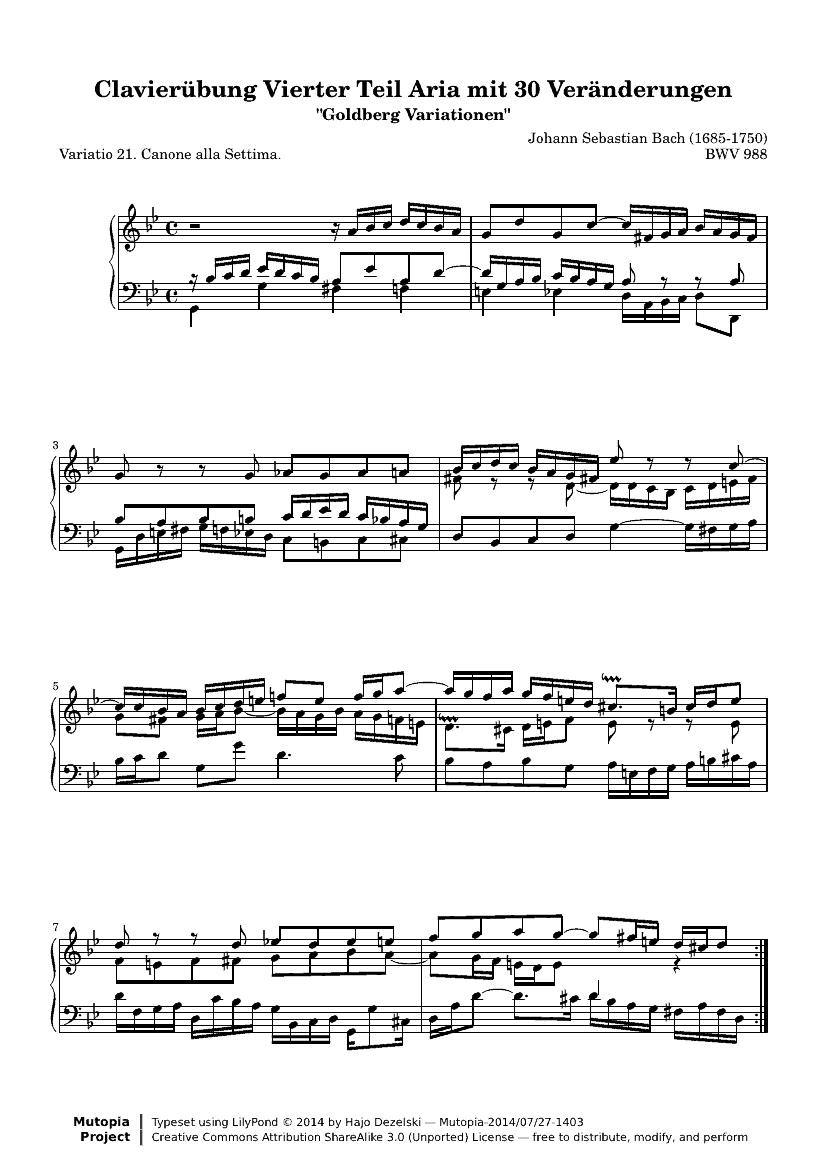 Clavierübung Vierter Teil Aria mit 30 Veränderungen
"Goldberg Variationen"
Johann Sebastian Bach (1685-1750)
Variatio 21. Canone alla Settima.
BWV 988
3
5
7
Mutopia Project
Typeset using LilyPond © 2014 by Hajo Dezelski — Mutopia-2014/07/27-1403
Creative Commons Attribution ShareAlike 3.0 (Unported) License — free to distribute, modify, and perform